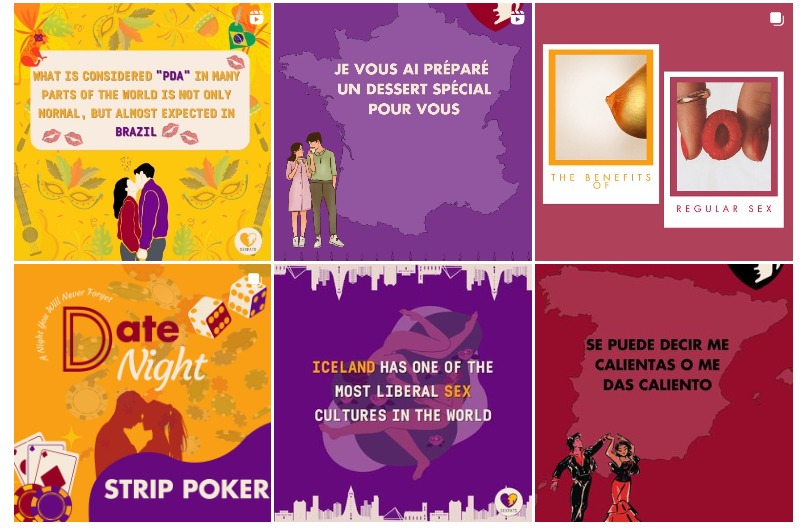 WHAT IS CONSIDERED "PDA" IN MANY
PARTS OF THE WORLD IS NOT ONLY
NORMAL, BUT ALMOST EXPECTED IN
BRAZIL
JE VOUS AI PRÉPARÉ
UN DESSERT SPÉCIAL
POUR VOUS
THE BENEFITS
OF
REGULAR SEX
A Night You Will Never Forget
Date
Night
STRIP POKER
ICELAND HAS ONE OF THE
MOST LIBERAL SEX
CULTURES IN THE WORLD
SE PUEDE DECIR ME
CALIENTAS O ME
DAS CALIENTO